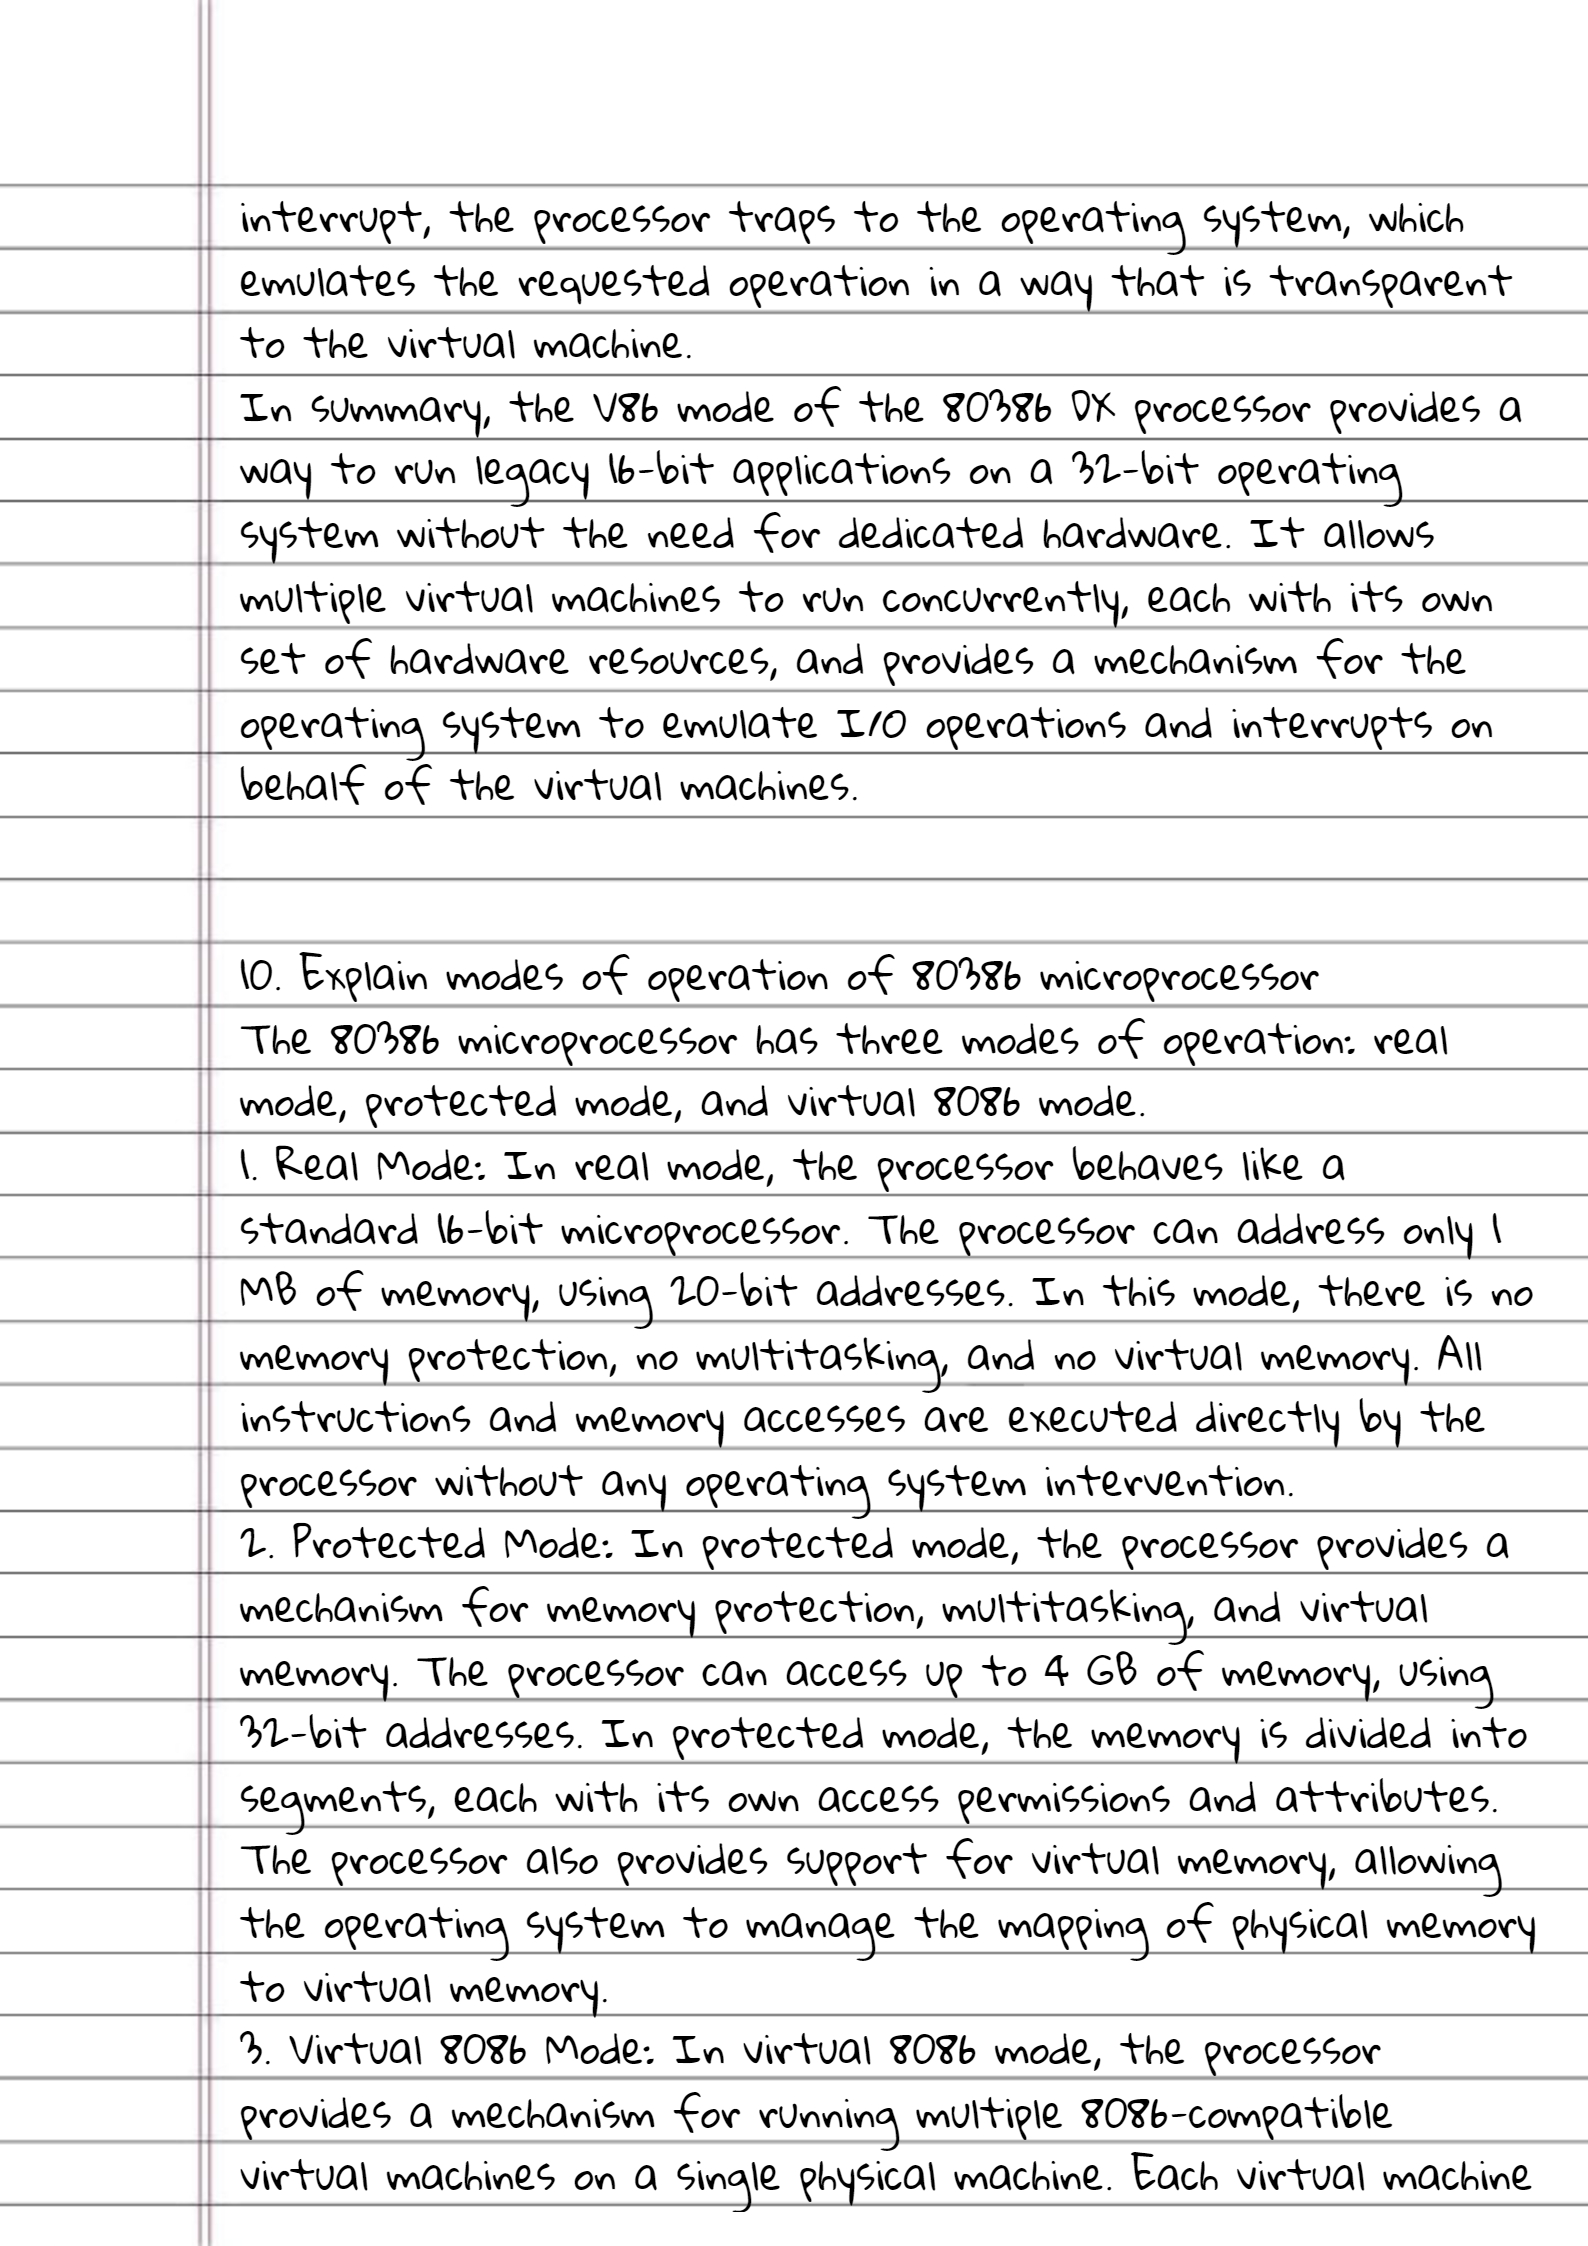 interrupt, the processor traps to the operating system, which
emulates the requested operation in a way that is transparent
to the virtual machine.
In summary, the V86 mode of the 80386 DX processor provides a
way to run legacy 16-bit applications on a 32-bit operating
system without the need for dedicated hardware. It allows
multiple virtual machines to run concurrently, each with its own
set of hardware resources, and provides a mechanism for the
operating system to emulate I/O operations and interrupts on
behalf of the virtual machines.
10. Explain modes of operation of 80386 microprocessor
The 80386 microprocessor has three modes of operation: real
mode, protected mode, and virtual 8086 mode.
1. Real Mode: In real mode, the processor behaves like a
standard 16-bit microprocessor. The processor can address only 1
MB of memory, using 20-bit addresses. In this mode, there is no
memory protection, no multitasking, and no virtual memory. All
instructions and memory accesses are executed directly by the
processor without any operating system intervention.
2. Protected Mode: In protected mode, the processor provides a
mechanism for memory protection, multitasking, and virtual
memory. The processor can access up to 4 GB of memory, using
32-bit addresses. In protected mode, the memory is divided into
segments, each with its own access permissions and attributes.
The processor also provides support for virtual memory, allowing
the operating system to manage the mapping of physical memory
to virtual memory.
3. Virtual 8086 Mode: In virtual 8086 mode, the processor
provides a mechanism for running multiple 8086-compatible
virtual machines on a single physical machine. Each virtual machine